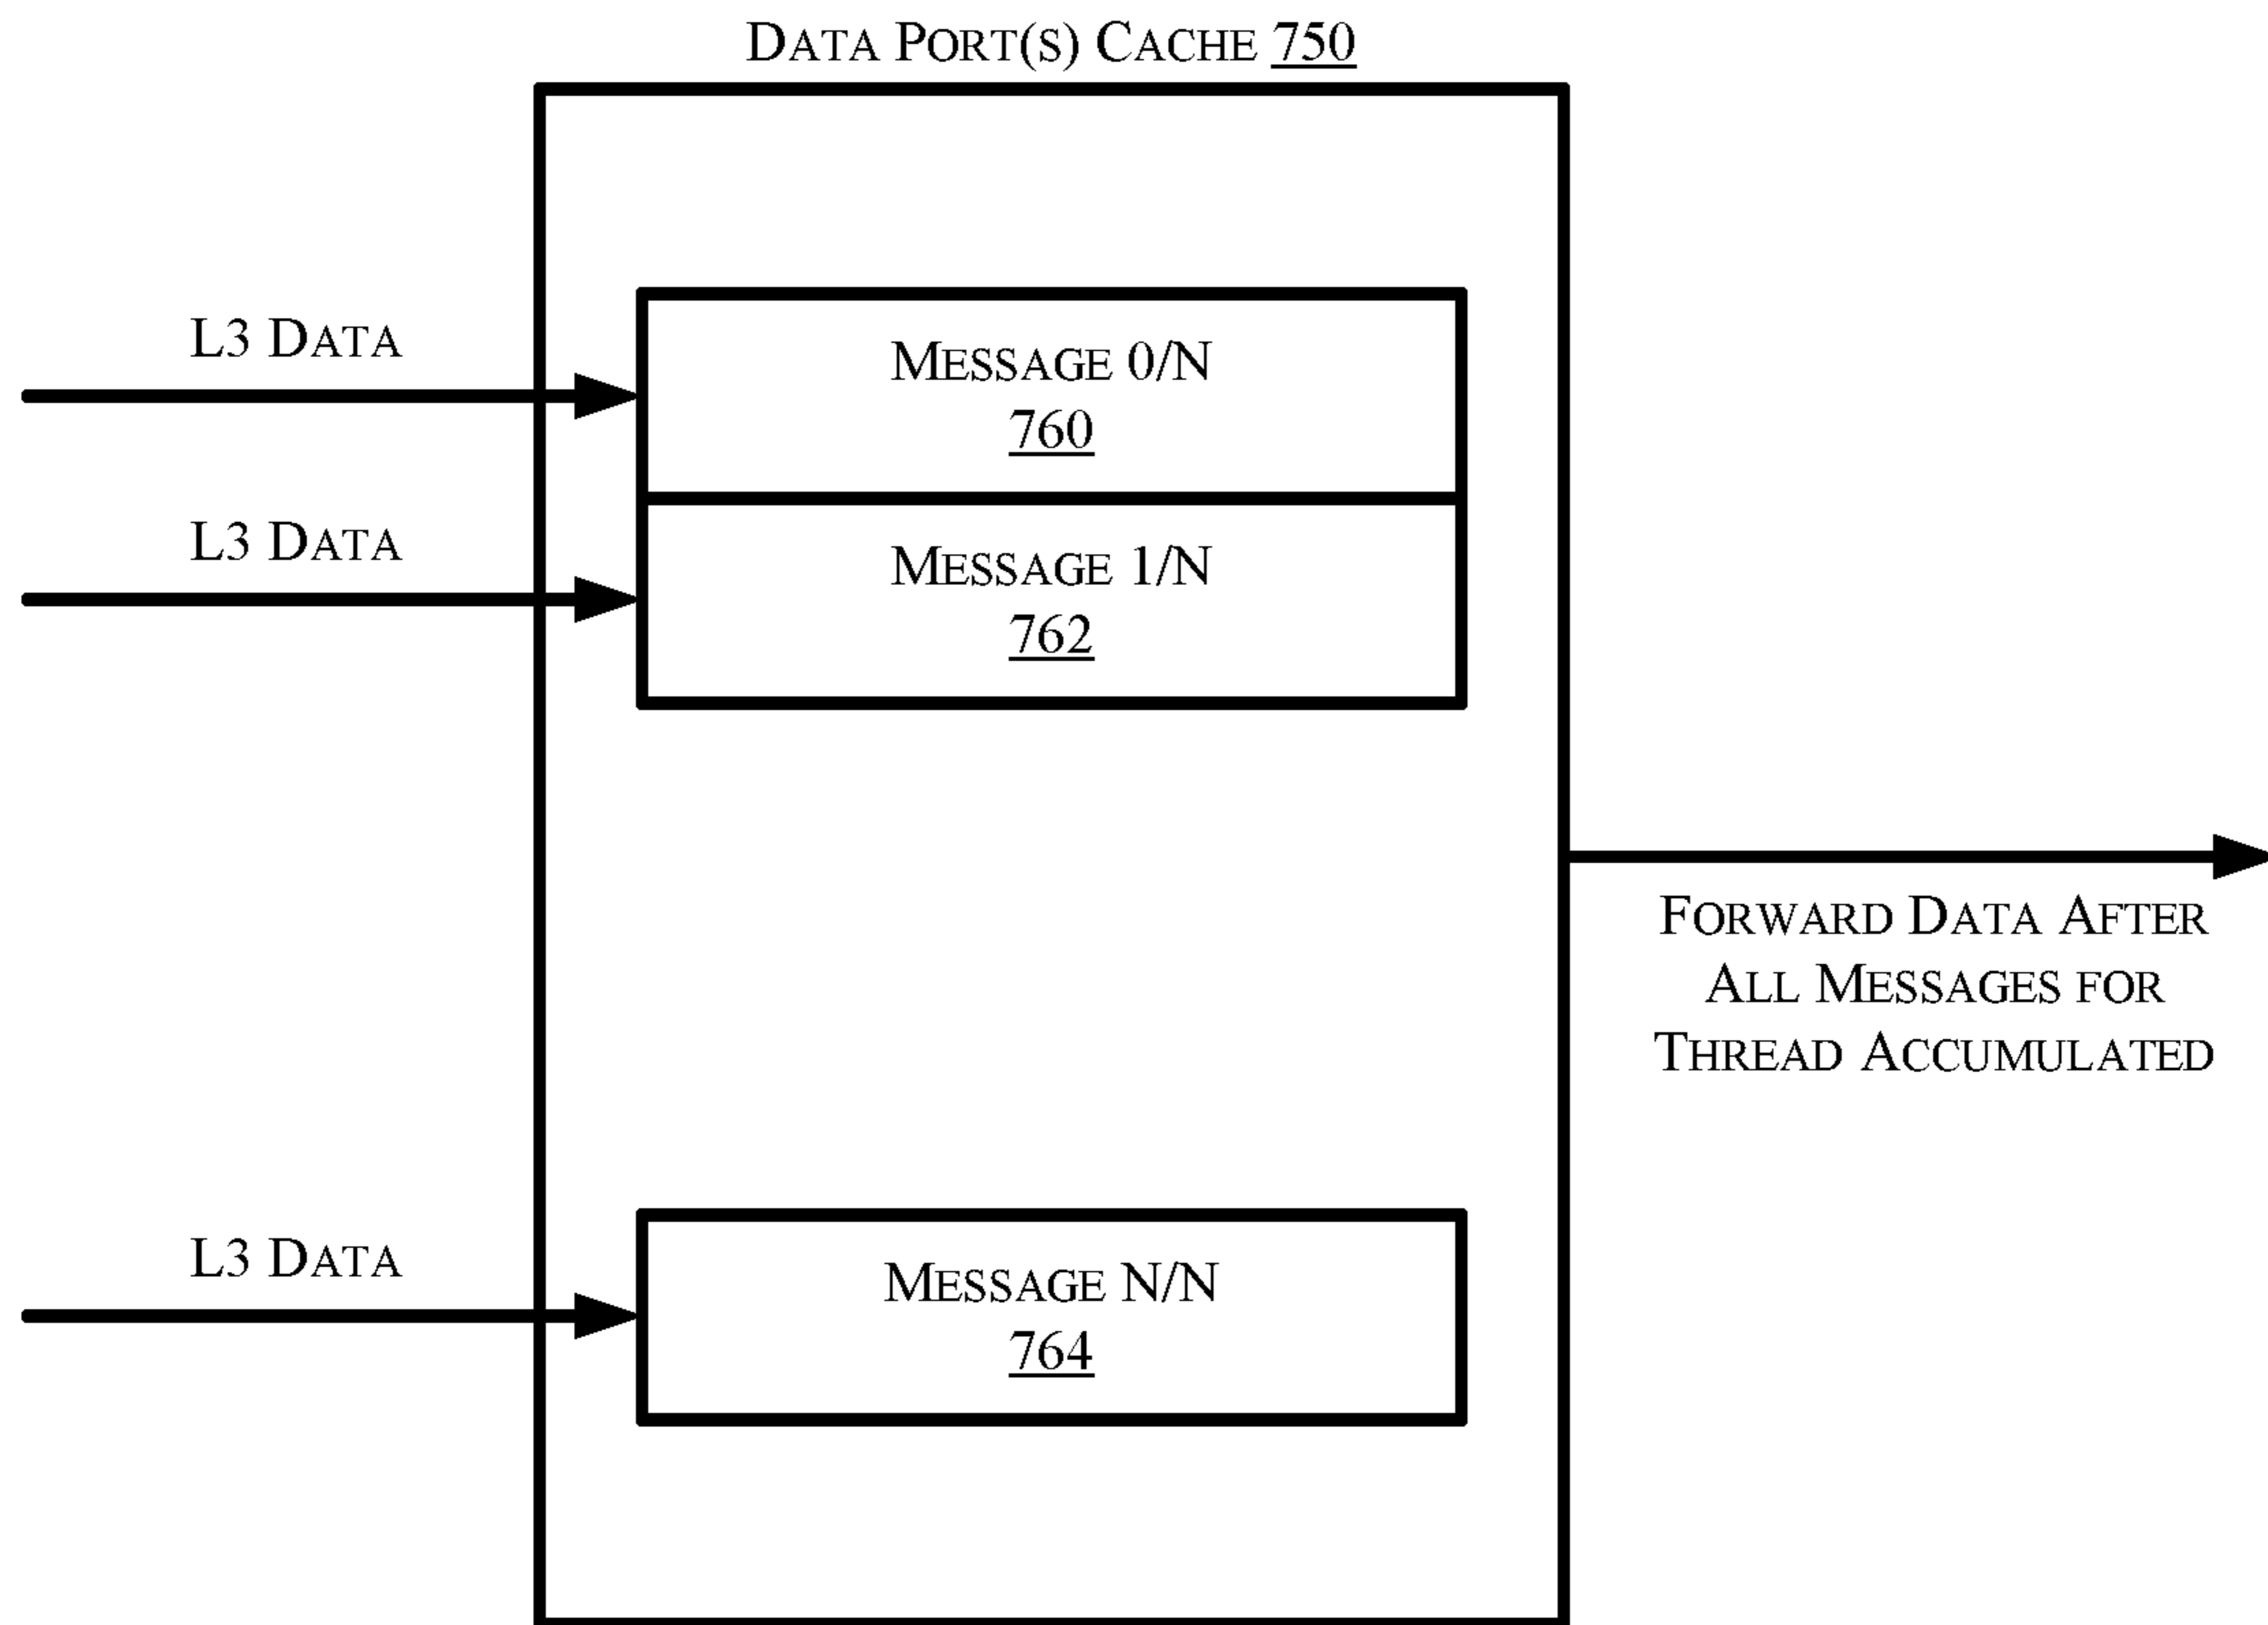 DATA PORT(S) CACHE 750
L3 DATA
MESSAGE 0/N
760
L3 DATA
MESSAGE 1/N
762
FORWARD DATA AFTER
ALL MESSAGES FOR
THREAD ACCUMULATED
L3 DATA
MESSAGE N/N
764